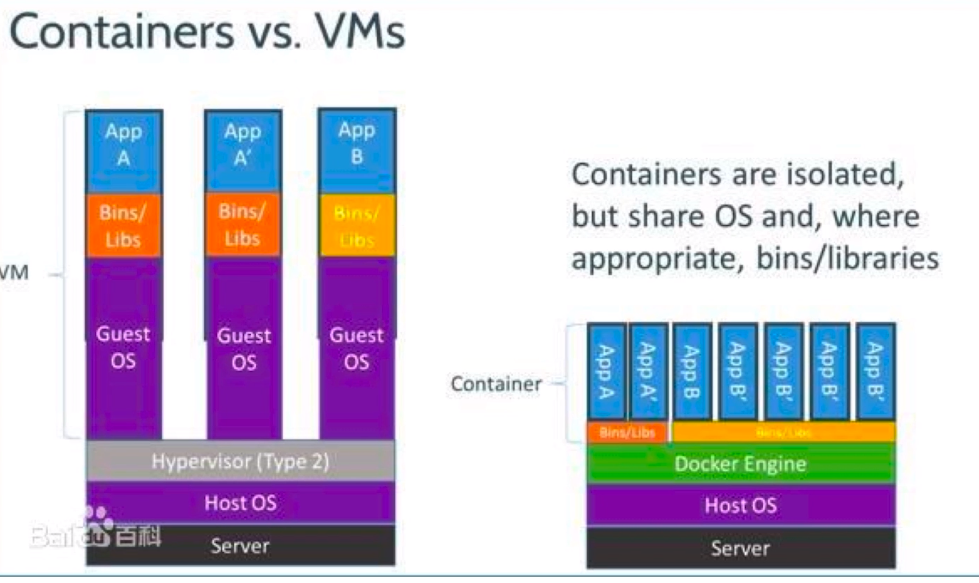 Containers vs. VMs
App
A
App
A′
App
B
Bins/
Libs
Bins/
Libs
Bins/
Libs
VM
Guest
OS
Guest
OS
Guest
OS
Hypervisor (Type 2)
Host OS
Server
Baidu百科
Containers are isolated,
but share OS and, where
appropriate, bins/libraries
Container
App A
App A′
App B
App B′
App B′
App B′
App B′
Bins/Libs
Bins/Libs
Docker Engine
Host OS
Server